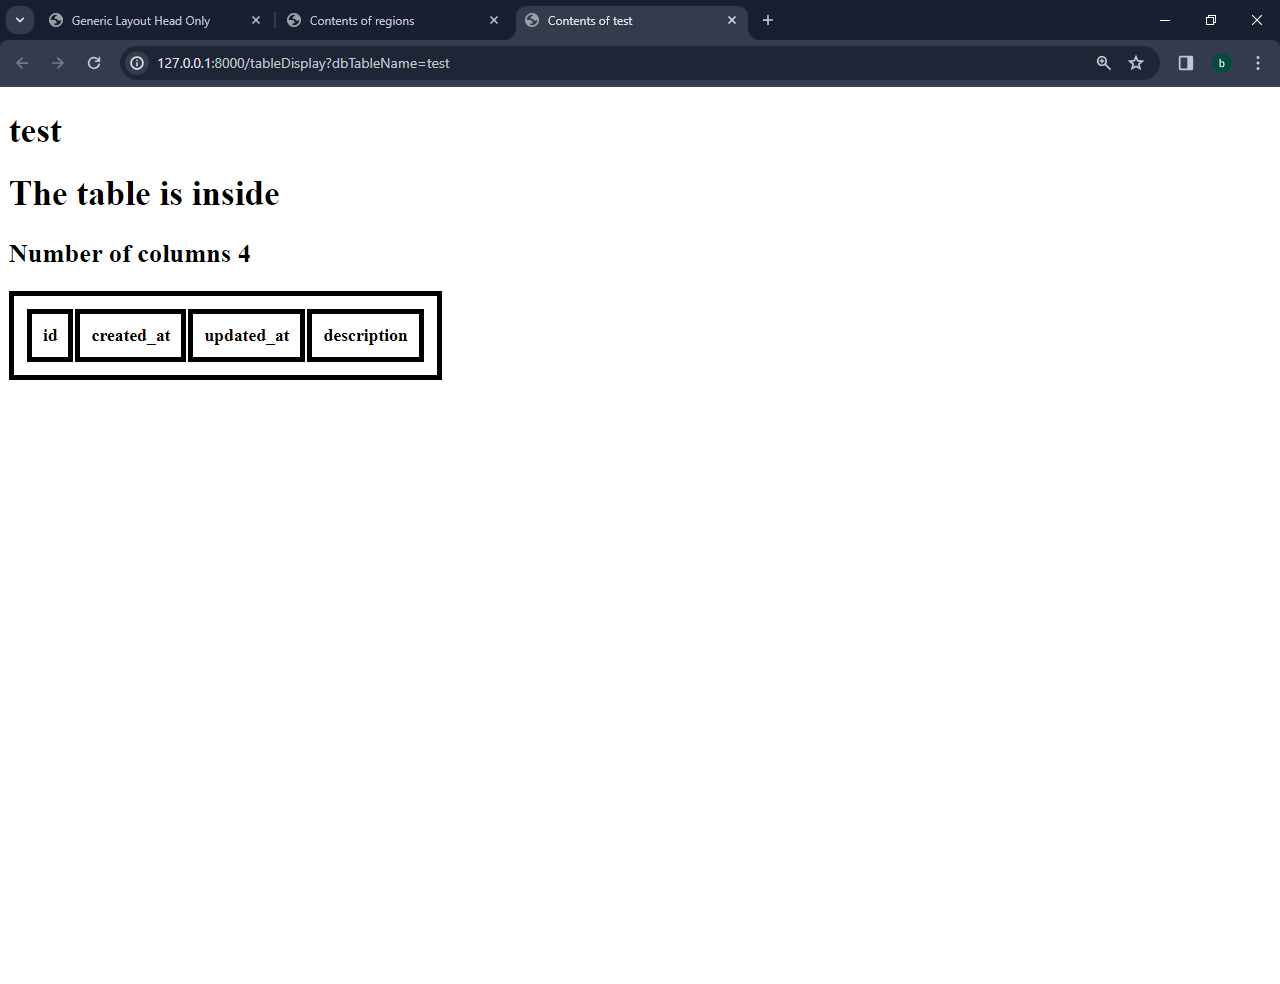 Generic Layout Head Only
Contents of regions
Contents of test
127.0.0.1:8000/tableDisplay?dbTableName=test
b
test
The table is inside
Number of columns 4
id created_at updated_at description